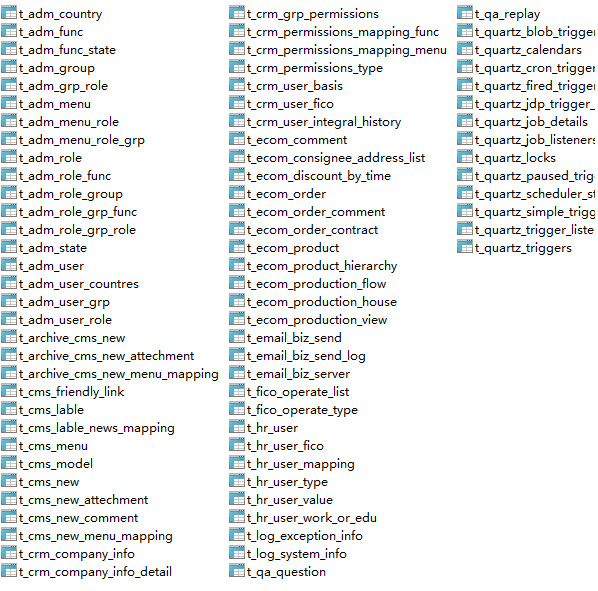 t_adm_country
t_adm_func
t_adm_func_state
t_adm_group
t_adm_grp_role
t_adm_menu
t_adm_menu_role
t_adm_menu_role_grp
t_adm_role
t_adm_role_func
t_adm_role_group
t_adm_role_grp_func
t_adm_role_grp_role
t_adm_state
t_adm_user
t_adm_user_countres
t_adm_user_grp
t_adm_user_role
t_archive_cms_new
t_archive_cms_new_attechment
t_archive_cms_new_menu_mapping
t_cms_friendly_link
t_cms_lable
t_cms_lable_news_mapping
t_cms_menu
t_cms_model
t_cms_new
t_cms_new_attechment
t_cms_new_comment
t_cms_new_menu_mapping
t_crm_company_info
t_crm_company_info_detail
t_crm_grp_permissions
t_crm_permissions_mapping_func
t_crm_permissions_mapping_menu
t_crm_permissions_type
t_crm_user_basis
t_crm_user_fico
t_crm_user_integral_history
t_ecom_comment
t_ecom_consignee_address_list
t_ecom_discount_by_time
t_ecom_order
t_ecom_order_comment
t_ecom_order_contract
t_ecom_product
t_ecom_product_hierarchy
t_ecom_production_flow
t_ecom_production_house
t_ecom_production_view
t_email_biz_send
t_email_biz_send_log
t_email_biz_server
t_fico_operate_list
t_fico_operate_type
t_hr_user
t_hr_user_fico
t_hr_user_mapping
t_hr_user_type
t_hr_user_value
t_hr_user_work_or_edu
t_log_exception_info
t_log_system_info
t_qa_question
t_qa_replay
t_quartz_blob_trigger
t_quartz_calendars
t_quartz_cron_trigger
t_quartz_fired_trigger
t_quartz_jdp_trigger_
t_quartz_job_details
t_quartz_job_listeners
t_quartz_locks
t_quartz_paused_trig
t_quartz_scheduler_st
t_quartz_simple_trigg
t_quartz_trigger_liste
t_quartz_triggers